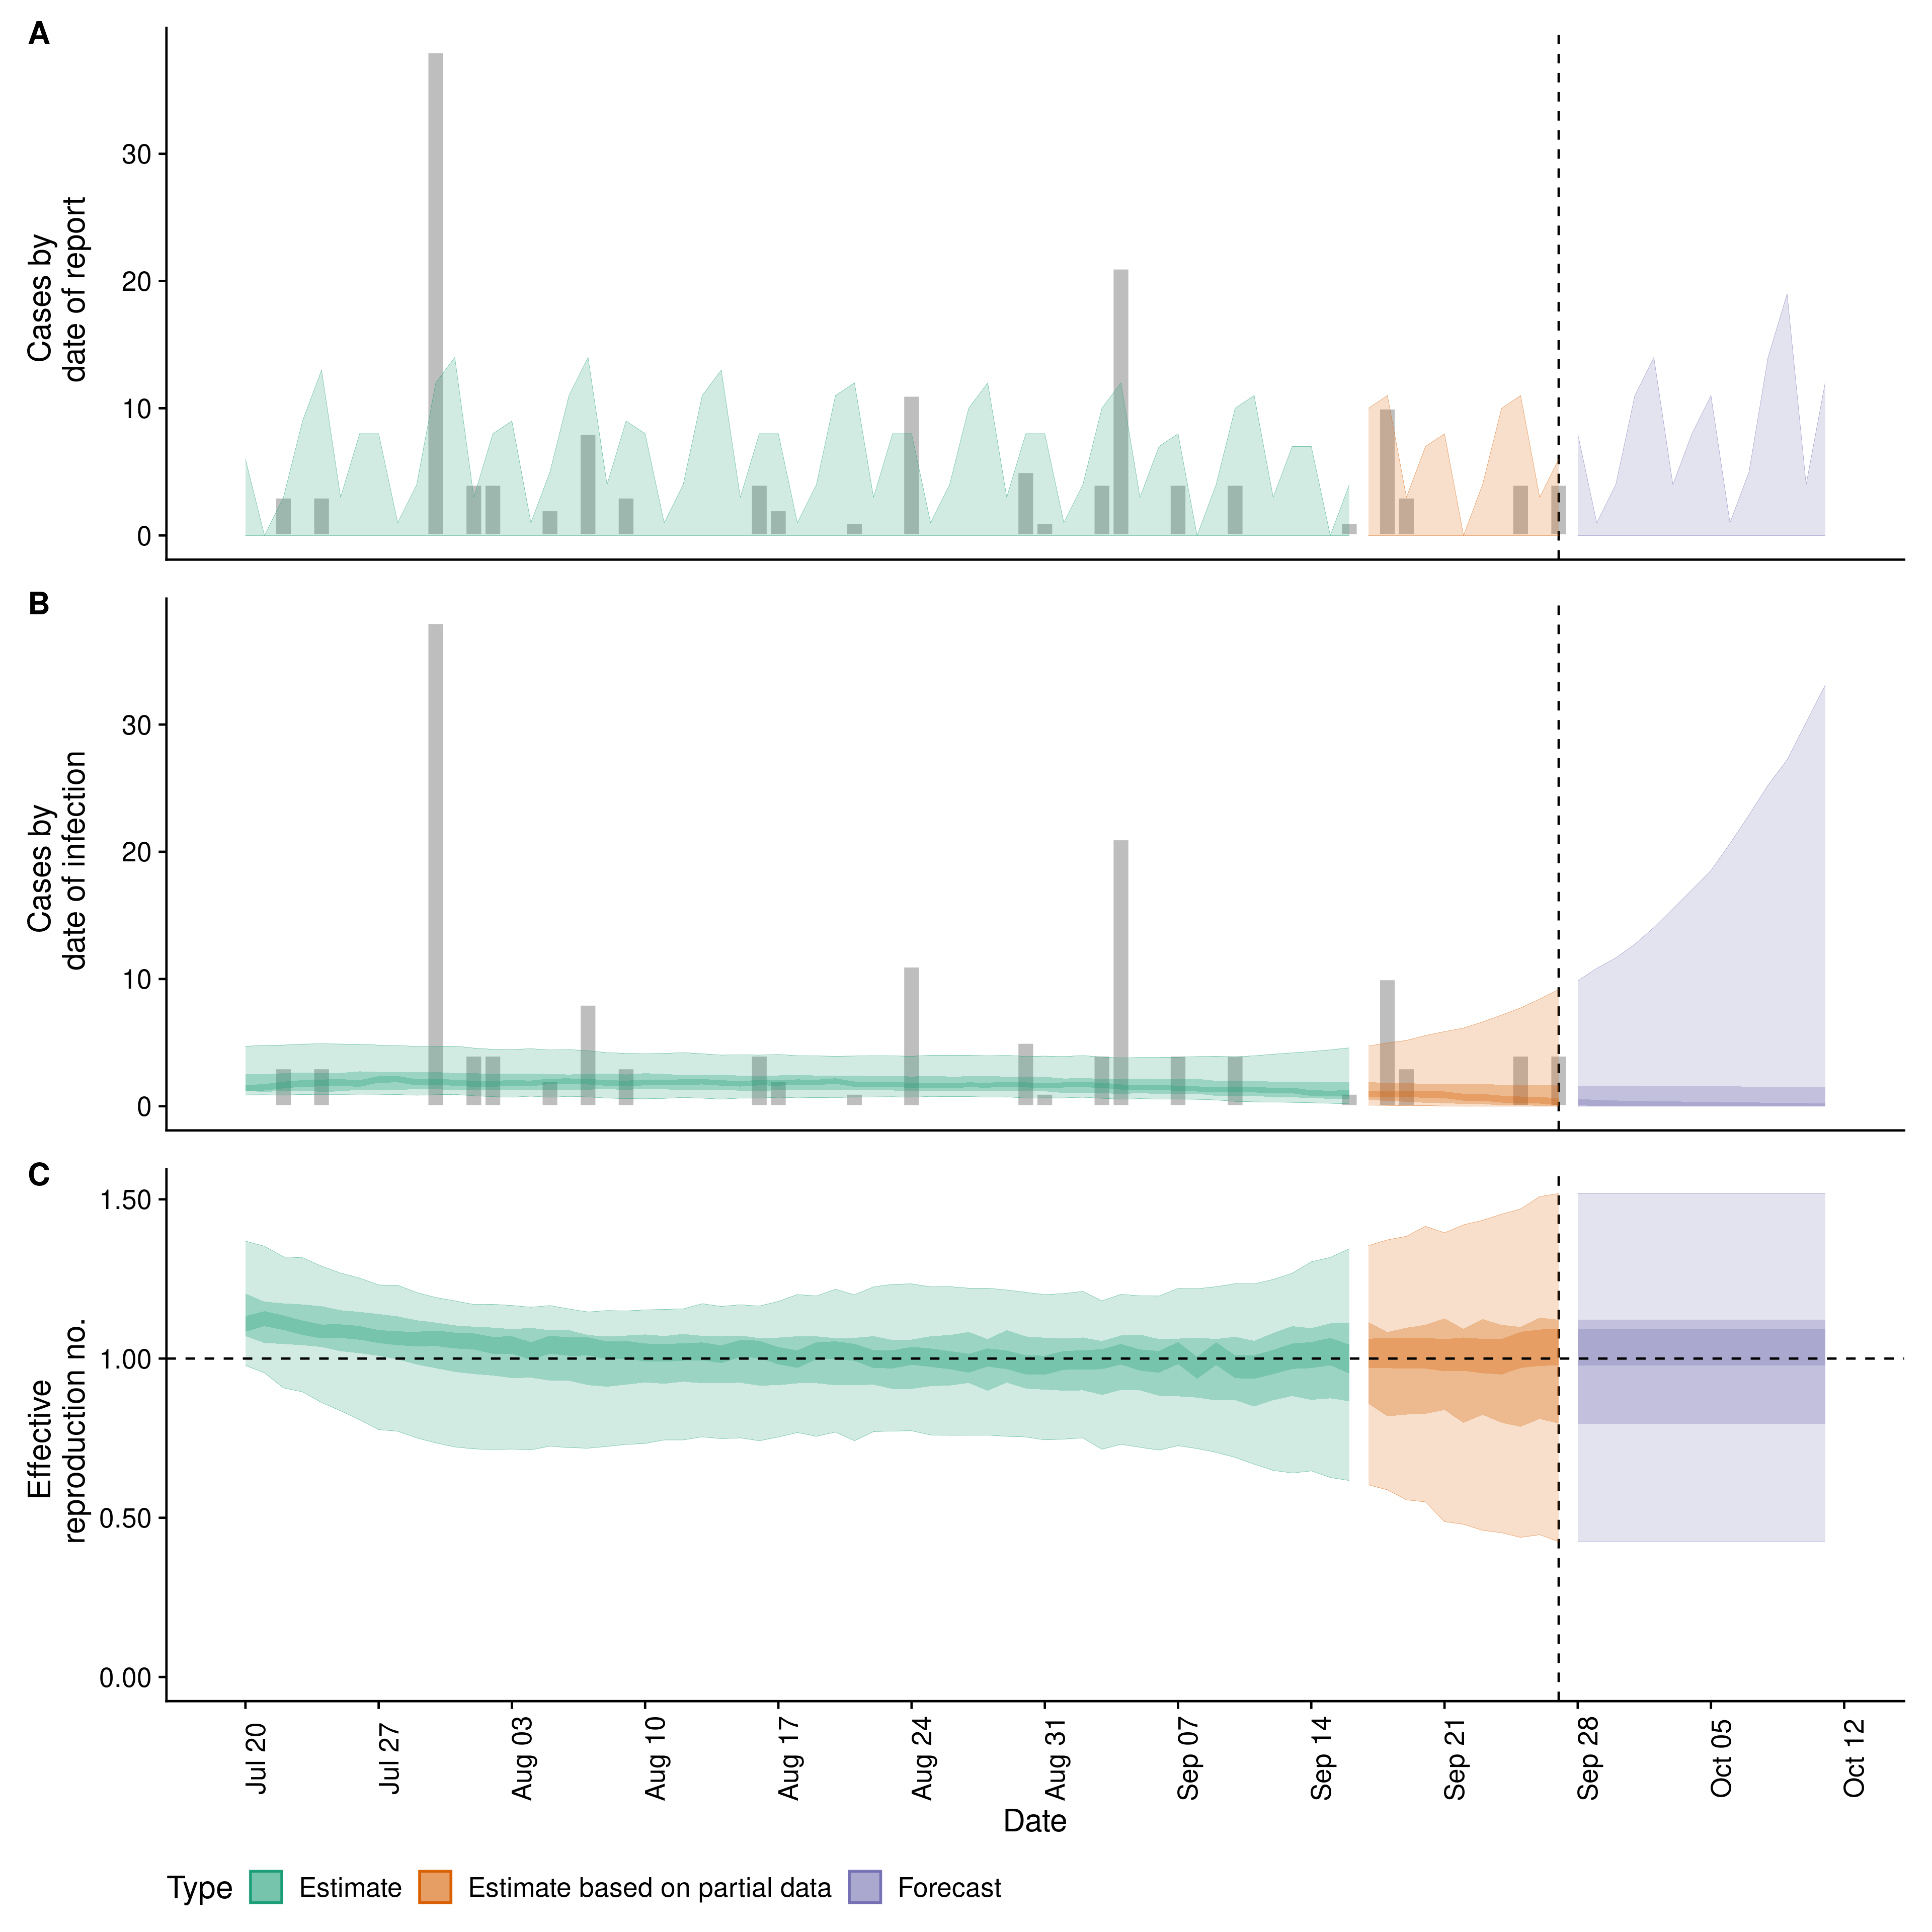 A
Cases by
date of report
30
20
10
0
B
Cases by
date of infection
30
20
10
0
C
Effective
reproduction no.
1.50
1.00
0.50
0.00
Jul 20
Jul 27
Aug 03
Aug 10
Aug 17
Aug 24
Aug 31
Sep 07
Sep 14
Sep 21
Sep 28
Oct 05
Oct 12
Date
Type Estimate Estimate based on partial data Forecast